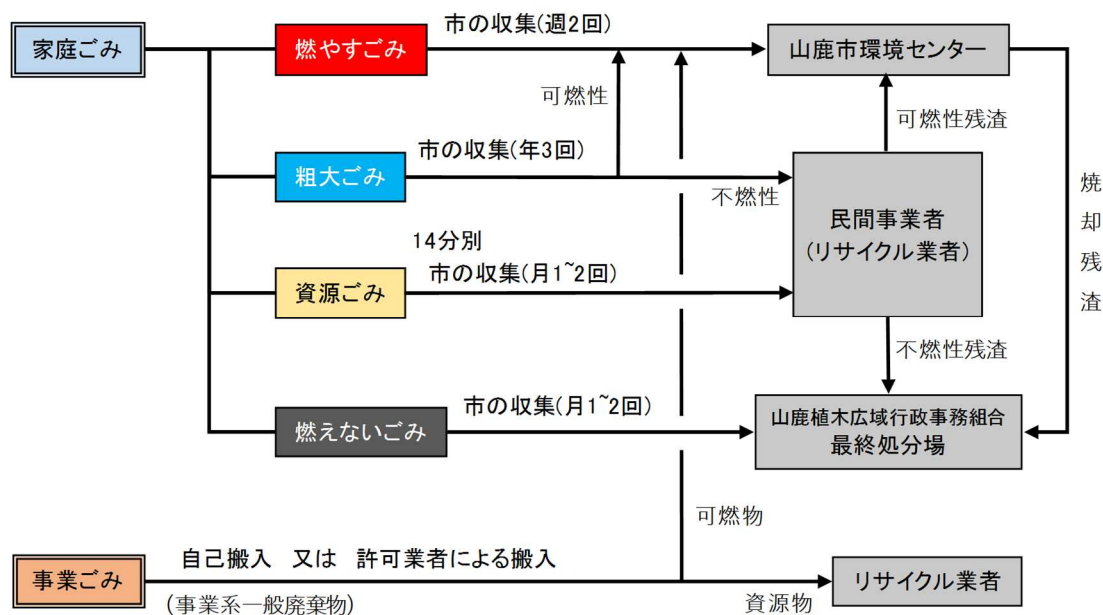 家庭ごみ
燃やすごみ
市の収集(週2回)
山鹿市環境センター
可燃性
可燃性残渣
粗大ごみ
市の収集(年3回)
不燃性
民間事業者
(リサイクル業者)
焼却残渣
14分別
資源ごみ
市の収集(月1~2回)
不燃性残渣
燃えないごみ
市の収集(月1~2回)
山鹿植木広域行政事務組合
最終処分場
可燃物
事業ごみ
自己搬入 又は 許可業者による搬入
(事業系一般廃棄物)
資源物
リサイクル業者